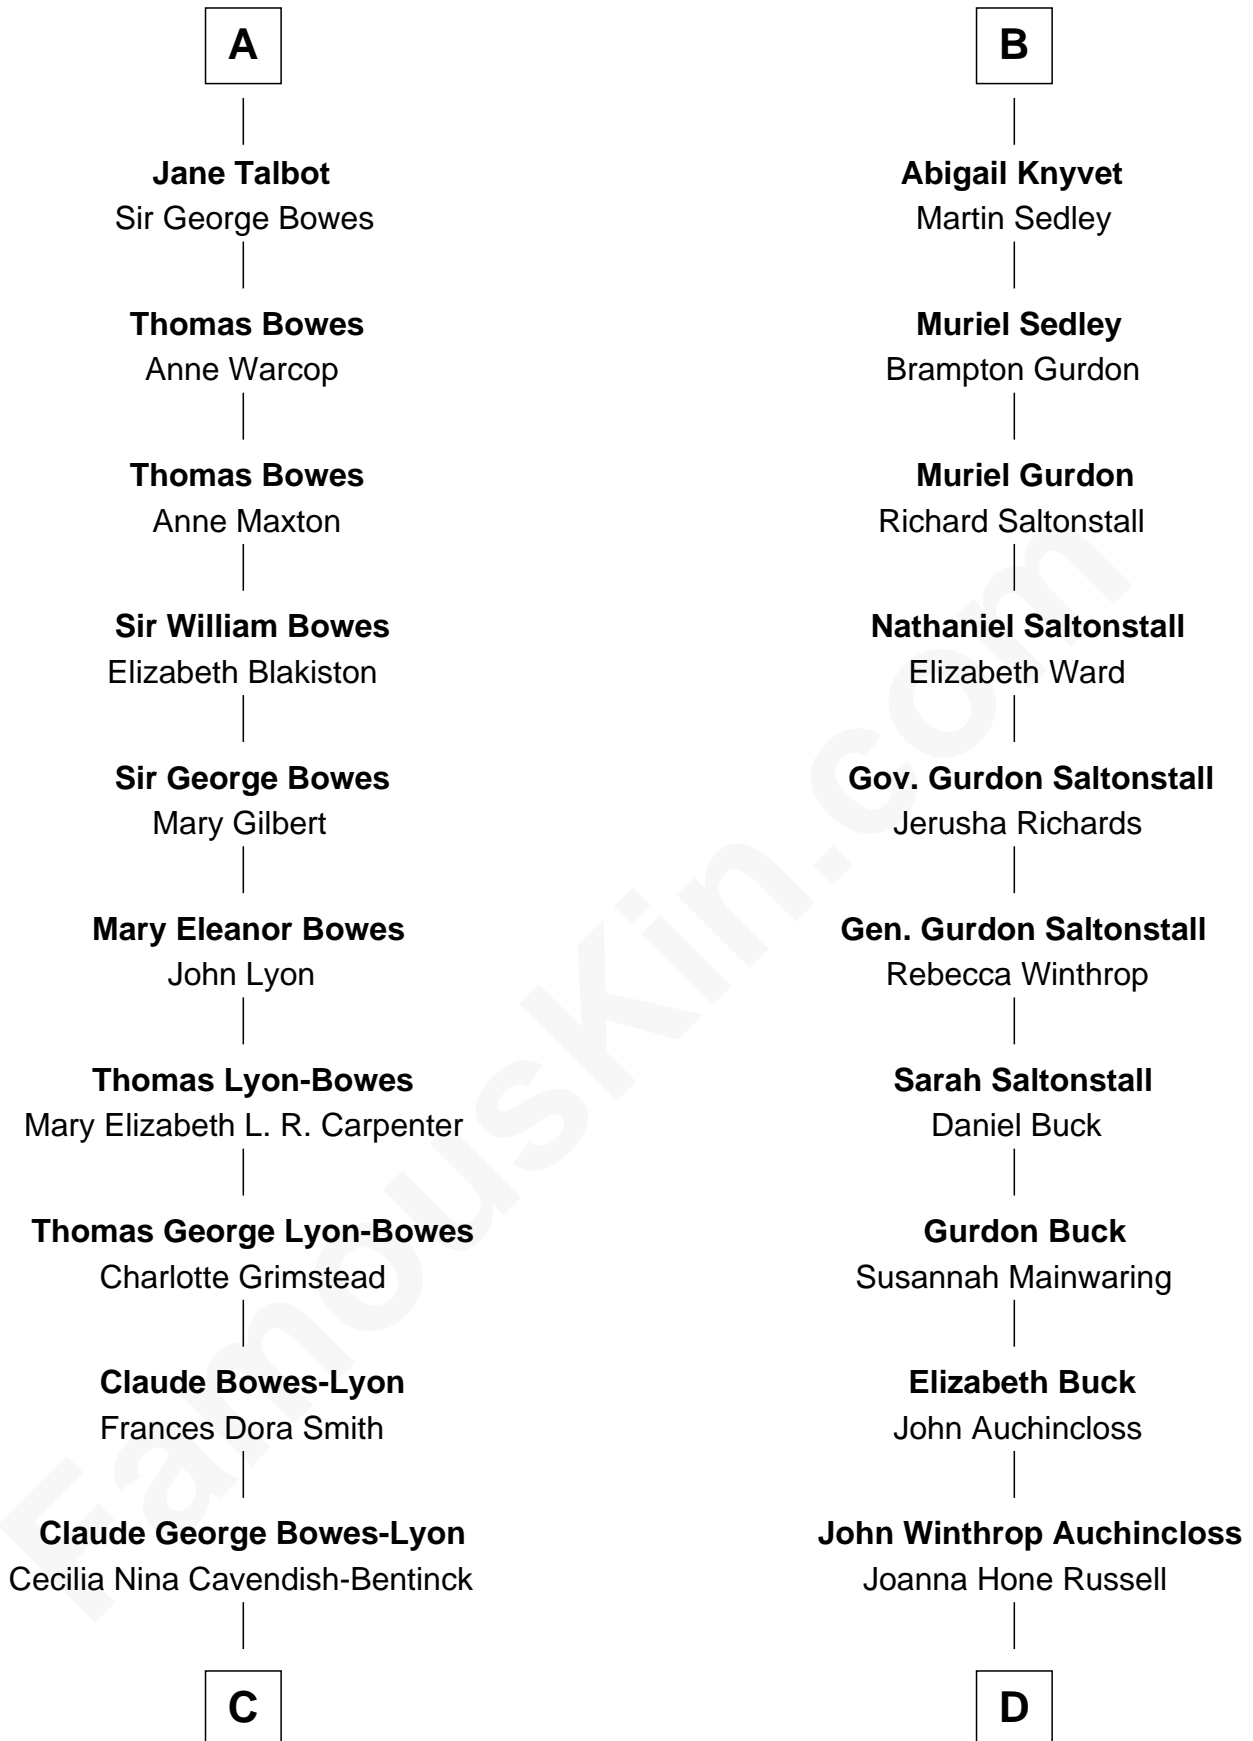 A
Jane Talbot
Sir George Bowes
Thomas Bowes
Anne Warcop
Thomas Bowes
Anne Maxton
Sir William Bowes
Elizabeth Blakiston
Sir George Bowes
Mary Gilbert
Mary Eleanor Bowes
John Lyon
Thomas Lyon-Bowes
Mary Elizabeth L. R. Carpenter
Thomas George Lyon-Bowes
Charlotte Grimstead
Claude Bowes-Lyon
Frances Dora Smith
Claude George Bowes-Lyon
Cecilia Nina Cavendish-Bentinck
C
B
Abigail Knyvet
Martin Sedley
Muriel Sedley
Brampton Gurdon
Muriel Gurdon
Richard Saltonstall
Nathaniel Saltonstall
Elizabeth Ward
Gov. Gurdon Saltonstall
Jerusha Richards
Gen. Gurdon Saltonstall
Rebecca Winthrop
Sarah Saltonstall
Daniel Buck
Gurdon Buck
Susannah Mainwaring
Elizabeth Buck
John Auchincloss
John Winthrop Auchincloss
Joanna Hone Russell
D
FamousKin.com